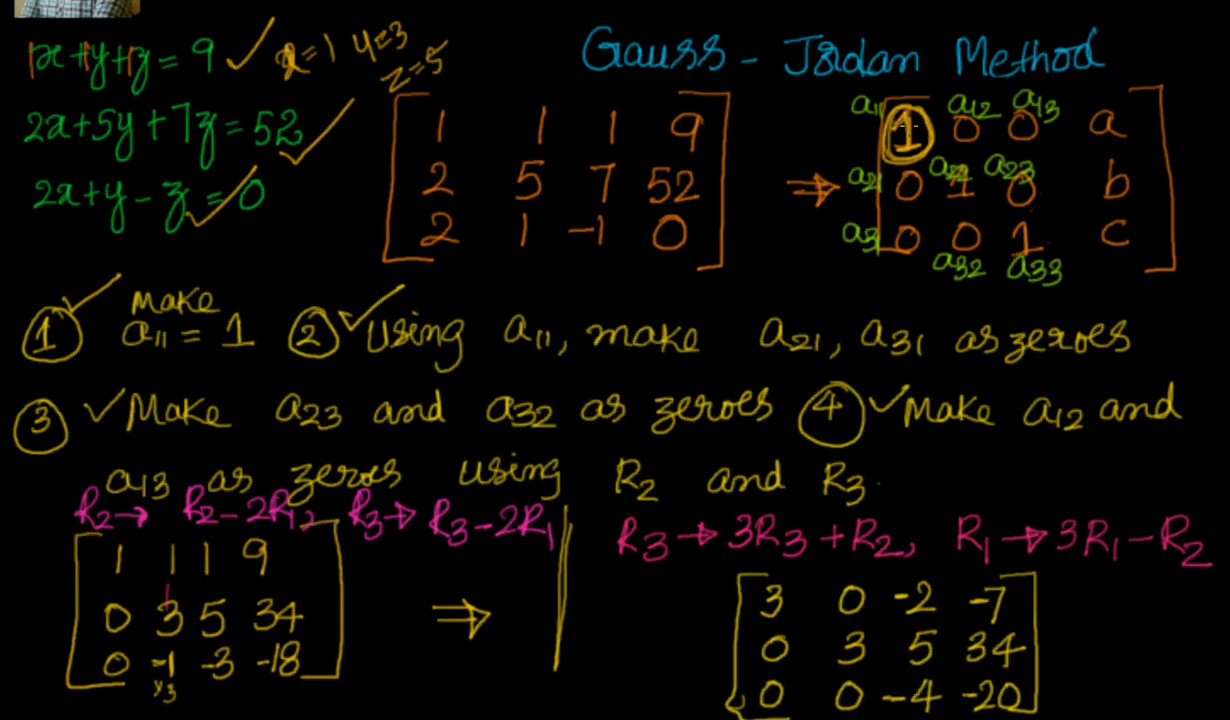 x+y+z = 9 ✓ x=1 y=3
z=5
2x+5y+7z=52 ✓
2x+y-z=0 ✓
Gauss - Jordan Method
1 1 1 9
2 5 7 52
2 1 -1 0
⇒
a11 a12 a13
1 0 0 a
a21 a22 a23
0 1 0 b
a31
0 0 1 c
a32 a33
① ✓ Make a11 = 1 ② ✓ Using a11, make a21, a31 as zeroes
③ ✓ Make a23 and a32 as zeroes ④ ✓ Make a12 and
a13 as zeroes using R2 and R3.
R2→ R2-2R1, R3→ R3-2R1
1 1 1 9
0 3 5 34
0 -1 -3 -18
x3
⇒
R3→3R3+R2, R1→3R1-R2
3 0 -2 -7
0 3 5 34
0 0 -4 -20